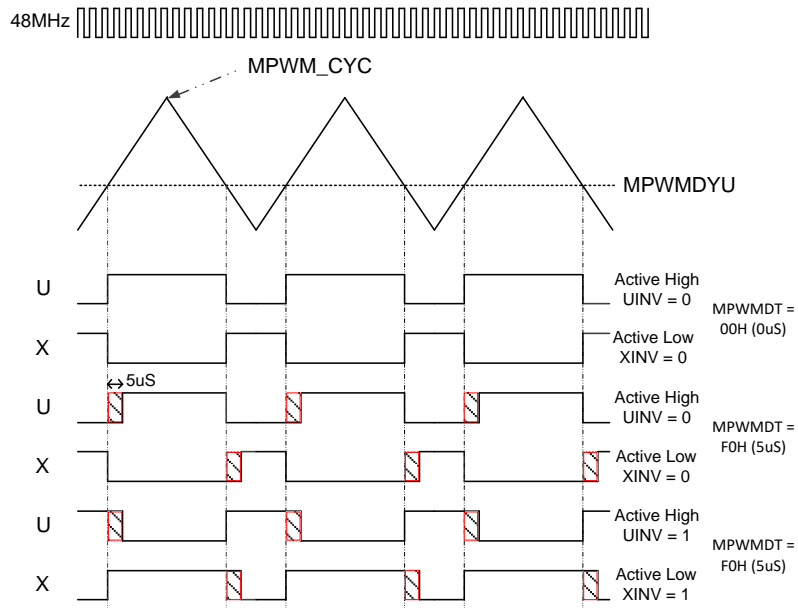 48MHz
MPWM_CYC
MPWMDYU
U
Active High
UINV = 0
X
Active Low
XINV = 0
MPWMDT =
00H (0uS)
5uS
U
Active High
UINV = 0
X
Active Low
XINV = 0
MPWMDT =
F0H (5uS)
U
Active High
UINV = 1
X
Active Low
XINV = 1
MPWMDT =
F0H (5uS)